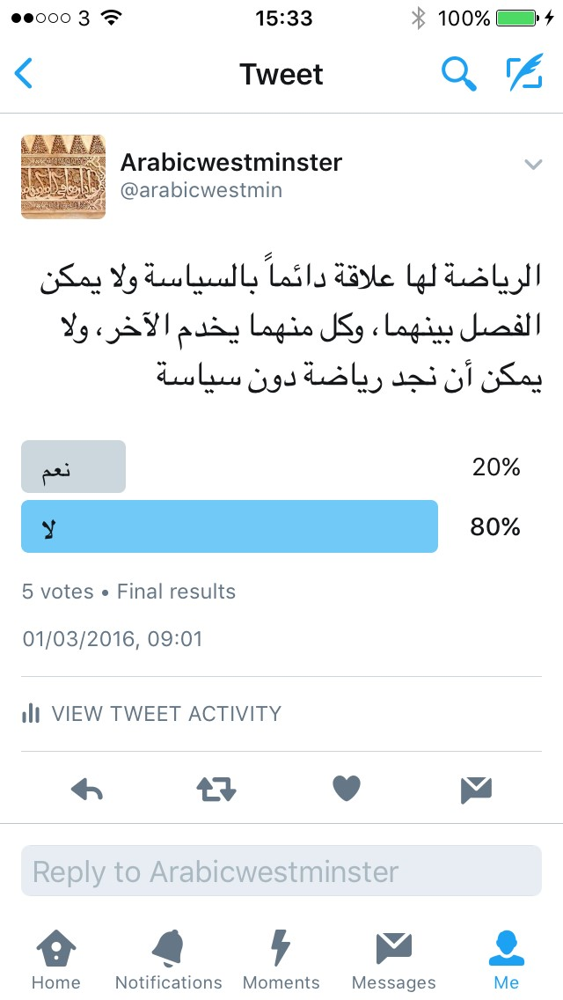 3 15:33 100%
Tweet
Arabicwestminster
@arabicwestmin
الرياضة لها علاقة دائماً بالسياسة ولا يمكن
الفصل بينهما، وكل منهما يخدم الآخر، ولا
يمكن أن نجد رياضة دون سياسة
نعم 20%
لا 80%
5 votes • Final results
01/03/2016, 09:01
VIEW TWEET ACTIVITY
Reply to Arabicwestminster
Home Notifications Moments Messages Me